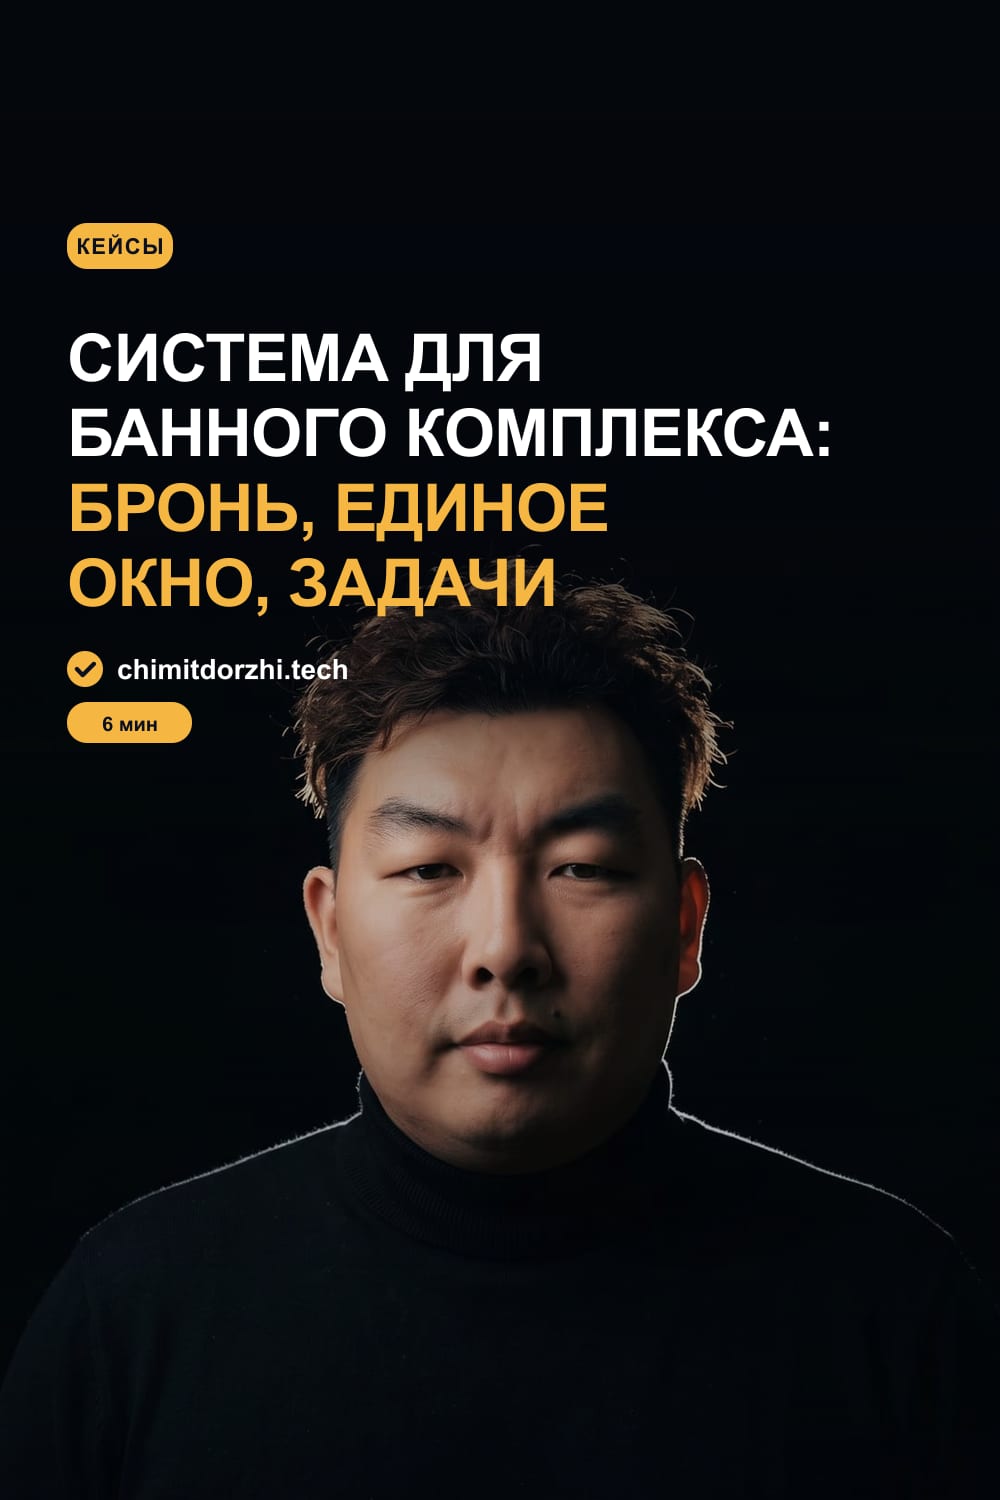 КЕЙСЫ
СИСТЕМА ДЛЯ
БАННОГО КОМПЛЕКСА:
БРОНЬ, ЕДИНОЕ
ОКНО, ЗАДАЧИ
chimitdorzhi.tech
6 мин